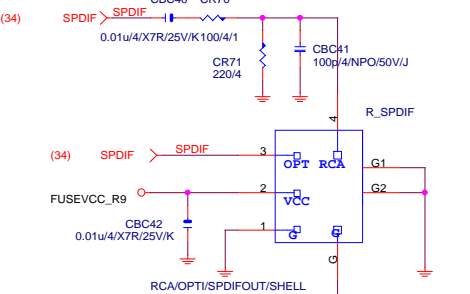 (34) SPDIF SPDIF
0.01u/4/X7R/25V/K 100/4/1
CR71
220/4
CBC41
100p/4/NPO/50V/J
4
R_SPDIF
(34) SPDIF SPDIF 3 OPT RCA G1
FUSEVCC_R9 2 VCC G2
CBC42
0.01u/4/X7R/25V/K
1 G G
G
RCA/OPTI/SPDIFOUT/SHELL